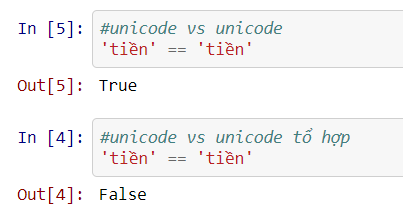 In [5]: #unicode vs unicode
'tiền' == 'tiền'
Out[5]: True
In [4]: #unicode vs unicode tổ hợp
'tiền' == 'tiền'
Out[4]: False